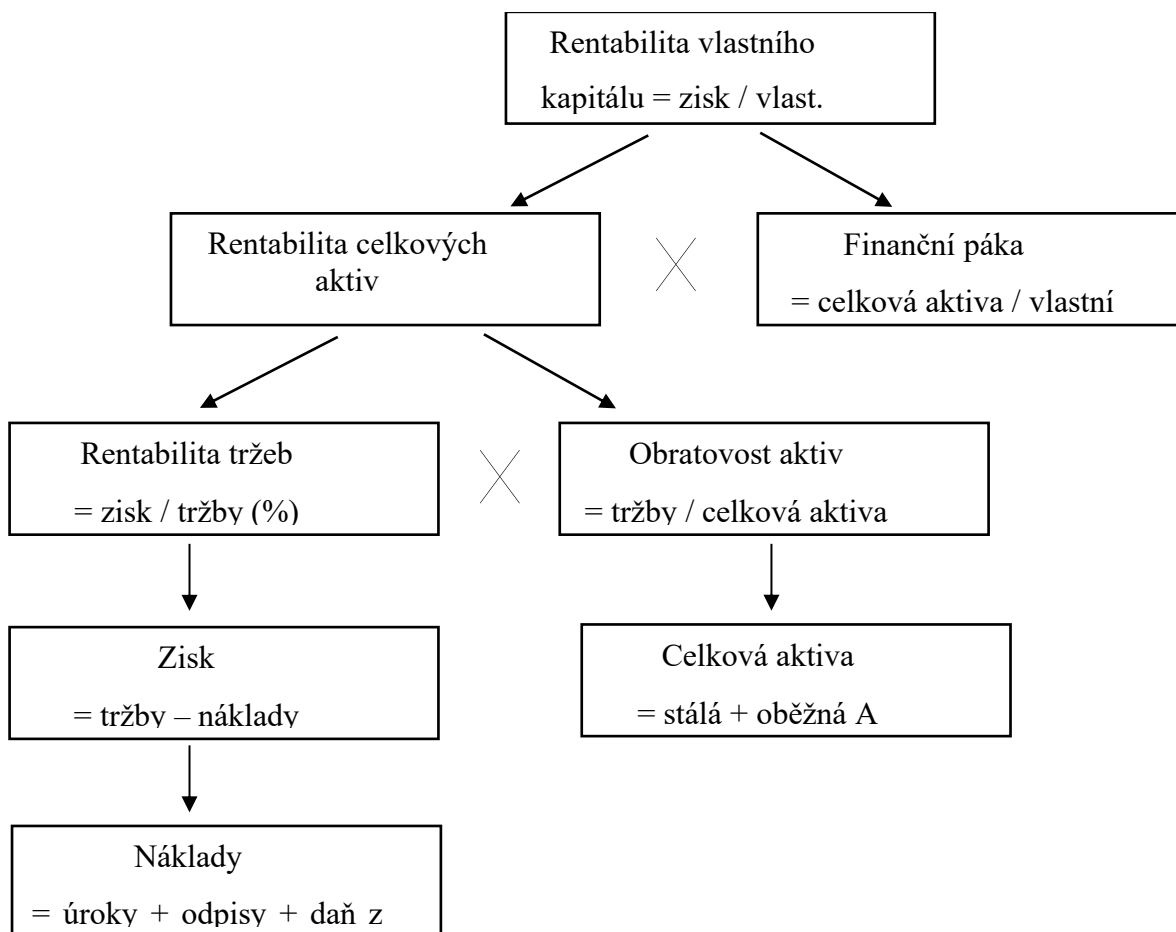 Rentabilita vlastního
kapitálu = zisk / vlast.
Rentabilita celkových
aktiv
Finanční páka
= celková aktiva / vlastní
Rentabilita tržeb
= zisk / tržby (%)
Obratovost aktiv
= tržby / celková aktiva
Zisk
= tržby – náklady
Celková aktiva
= stálá + oběžná A
Náklady
= úroky + odpisy + daň z